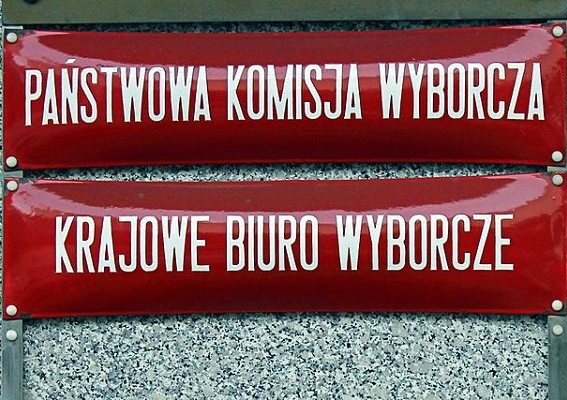 PAŃSTWOWA KOMISJA WYBORCZA
KRAJOWE BIURO WYBORCZE